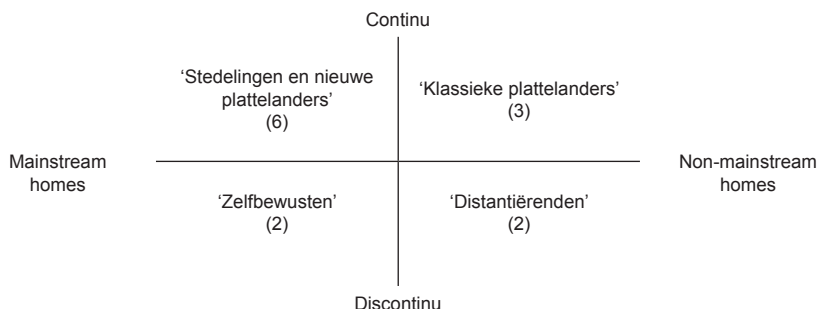 Continu
‘Stedelingen en nieuwe
plattelanders’
(6)
‘Klassieke plattelanders’
(3)
Mainstream
homes
Non-mainstream
homes
‘Zelfbewusten’
(2)
‘Distantiërenden’
(2)
Discontinu